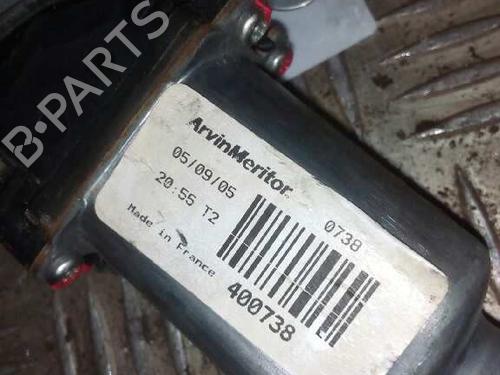 B·PARTS
ArvinMeritor
05/09/05 0738
20:55 T2
Made in France
400738